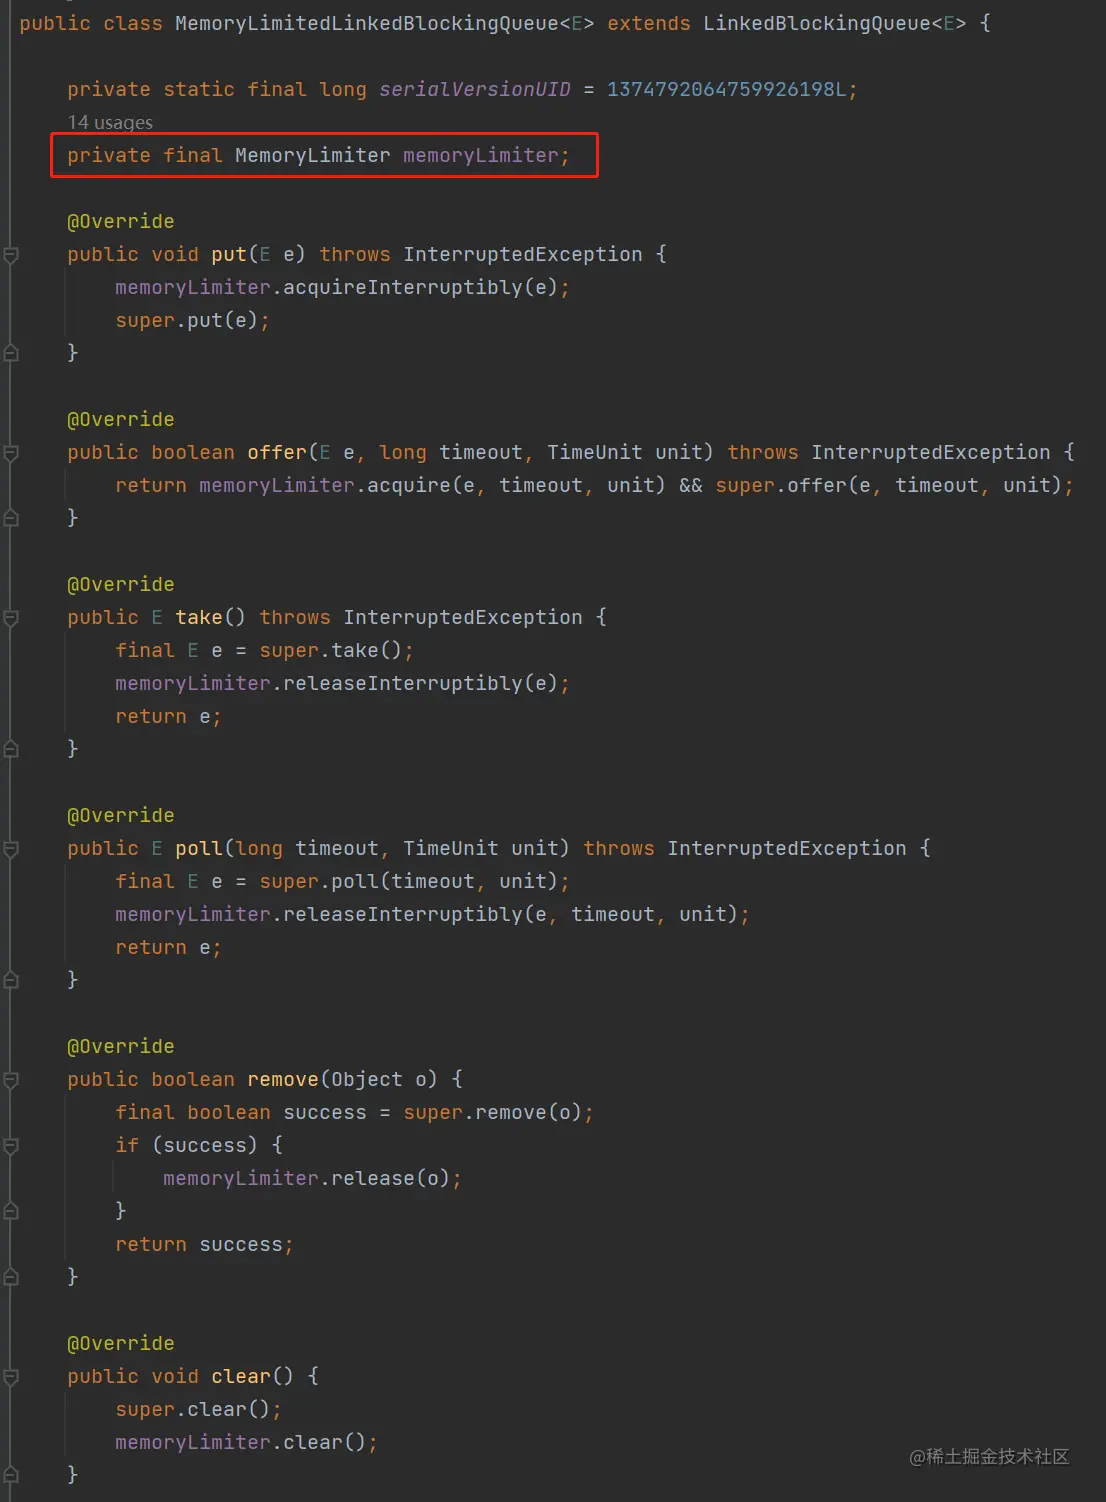 public class MemoryLimitedLinkedBlockingQueue<E> extends LinkedBlockingQueue<E> {
private static final long serialVersionUID = 1374792064759926198L;
14 usages
private final MemoryLimiter memoryLimiter;
@Override
public void put(E e) throws InterruptedException {
memoryLimiter.acquireInterruptibly(e);
super.put(e);
}
@Override
public boolean offer(E e, long timeout, TimeUnit unit) throws InterruptedException {
return memoryLimiter.acquire(e, timeout, unit) && super.offer(e, timeout, unit);
}
@Override
public E take() throws InterruptedException {
final E e = super.take();
memoryLimiter.releaseInterruptibly(e);
return e;
}
@Override
public E poll(long timeout, TimeUnit unit) throws InterruptedException {
final E e = super.poll(timeout, unit);
memoryLimiter.releaseInterruptibly(e, timeout, unit);
return e;
}
@Override
public boolean remove(Object o) {
final boolean success = super.remove(o);
if (success) {
memoryLimiter.release(o);
}
return success;
}
@Override
public void clear() {
super.clear();
memoryLimiter.clear();
}
@稀土掘金技术社区